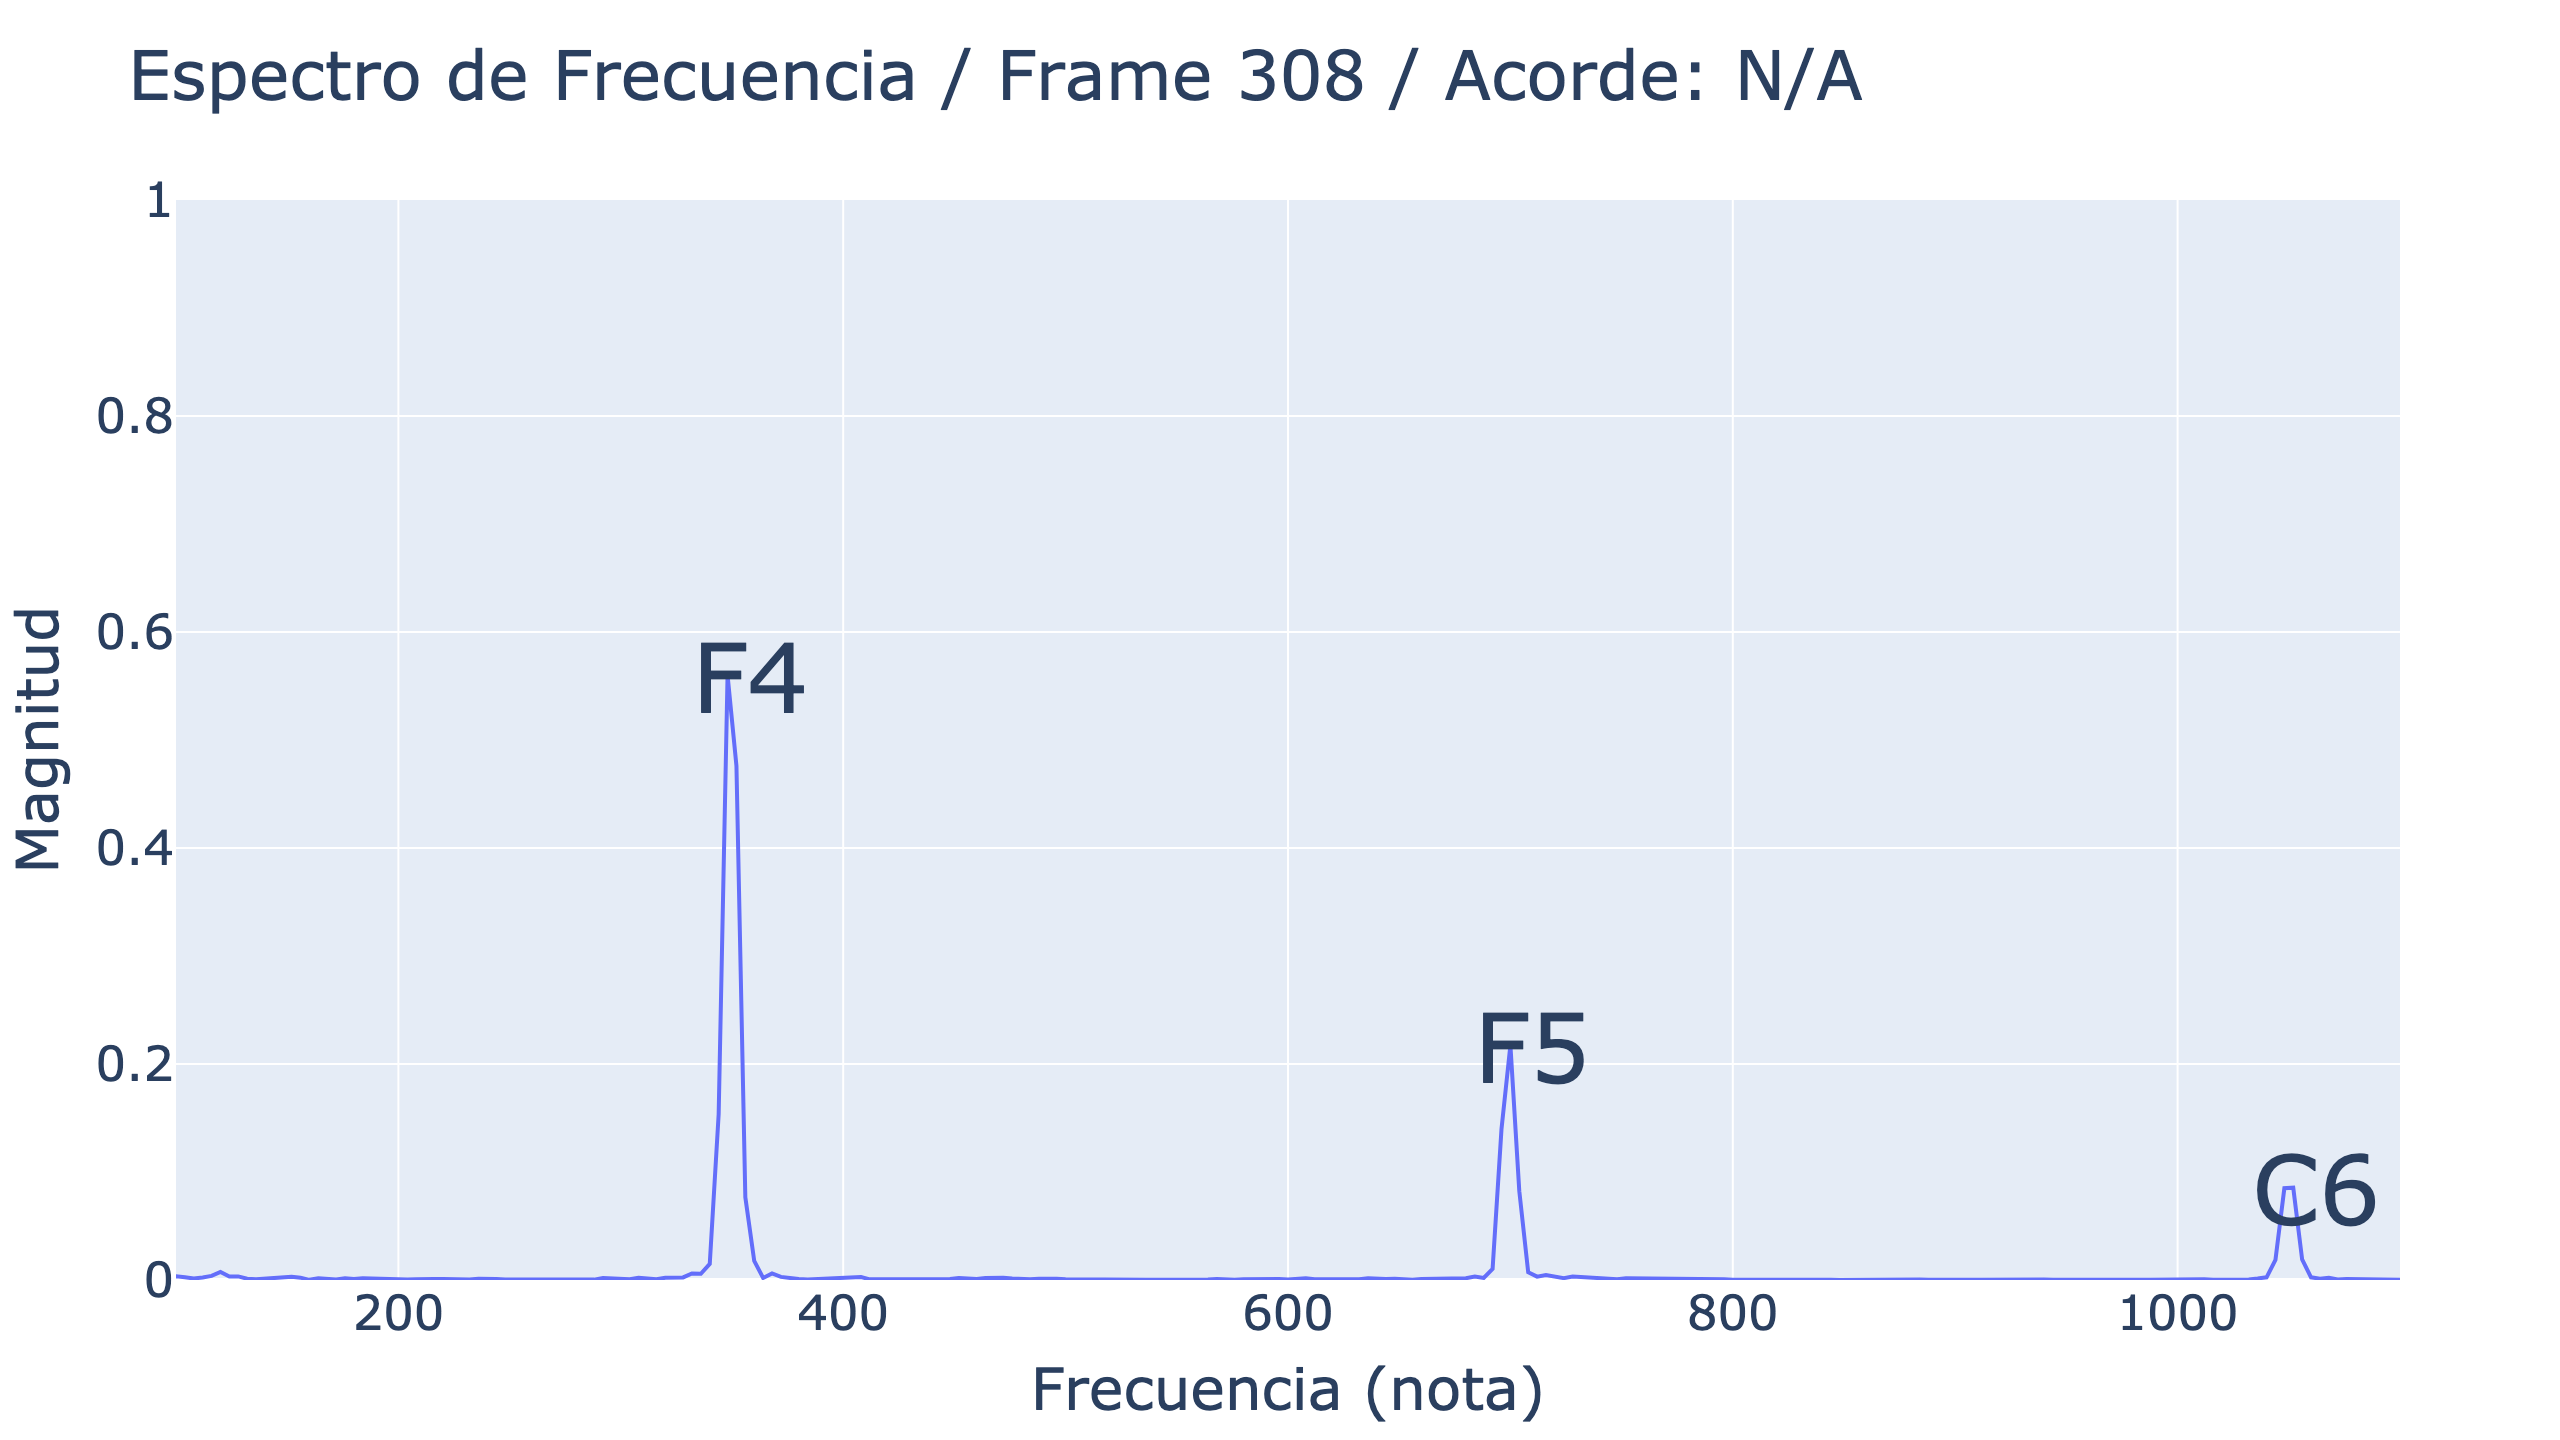 Espectro de Frecuencia / Frame 308 / Acorde: N/A
1
0.8
0.6
0.4
0.2
0
Magnitud
F4
F5
C6
200
400
600
800
1000
Frecuencia (nota)